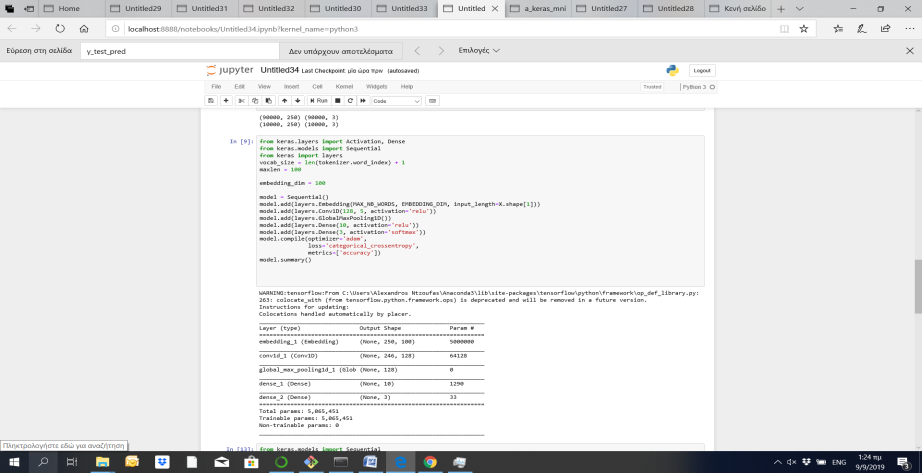 Home Untitled29 Untitled31 Untitled32 Untitled30 Untitled33 Untitled a_keras_mni Untitled27 Untitled28 Κενή σελίδο
localhost:8888/notebooks/Untitled34.ipynb?kernel_name=python3
Εύρεση στη σελίδα y_test_pred Δεν υπάρχουν αποτελέσματα Επιλογές
jupyter Untitled34 Last Checkpoint: μία ώρα πριν (autosaved) Logout
File Edit View Insert Cell Kernel Widgets Help Trusted Python 3
Run Code
(90000, 250) (90000, 3)
(10000, 250) (10000, 3)
In [9]: from keras.layers import Activation, Dense
from keras.models import Sequential
from keras import layers
vocab_size = len(tokenizer.word_index) + 1
maxlen = 100
embedding_dim = 100
model = Sequential()
model.add(layers.Embedding(MAX_NB_WORDS, EMBEDDING_DIM, input_length=X.shape[1]))
model.add(layers.Conv1D(128, 5, activation='relu'))
model.add(layers.GlobalMaxPooling1D())
model.add(layers.Dense(10, activation='relu'))
model.add(layers.Dense(3, activation='softmax'))
model.compile(optimizer='adam',
loss='categorical_crossentropy',
metrics=['accuracy'])
model.summary()
WARNING:tensorflow:From C:\Users\Alexandros Ntzoufas\Anaconda3\lib\site-packages\tensorflow\python\framework\op_def_library.py:
263: colocate_with (from tensorflow.python.framework.ops) is deprecated and will be removed in a future version.
Instructions for updating:
Colocations handled automatically by placer.
Layer (type) Output Shape Param #
embedding_1 (Embedding) (None, 250, 100) 5000000
conv1d_1 (Conv1D) (None, 246, 128) 64128
global_max_pooling1d_1 (Glob (None, 128) 0
dense_1 (Dense) (None, 10) 1290
dense_2 (Dense) (None, 3) 33
Total params: 5,065,451
Trainable params: 5,065,451
Non-trainable params: 0
In [13]: from keras.models import Sequential
Πληκτρολογήστε εδώ για αναζήτηση
ENG 1:24 πμ
9/9/2019